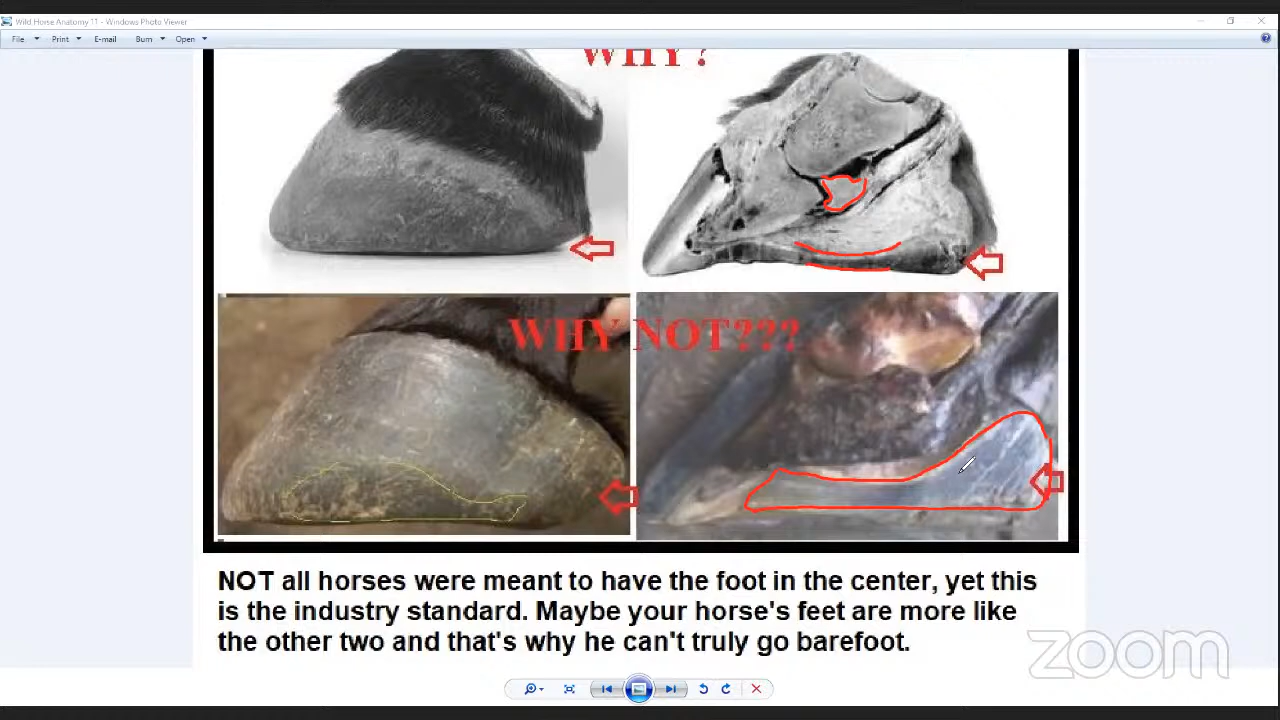 Wild Horse Anatomy 11 - Windows Photo Viewer
File Print E-mail Burn Open
WHY?
WHY NOT???
NOT all horses were meant to have the foot in the center, yet this
is the industry standard. Maybe your horse's feet are more like
the other two and that's why he can't truly go barefoot.
zoom